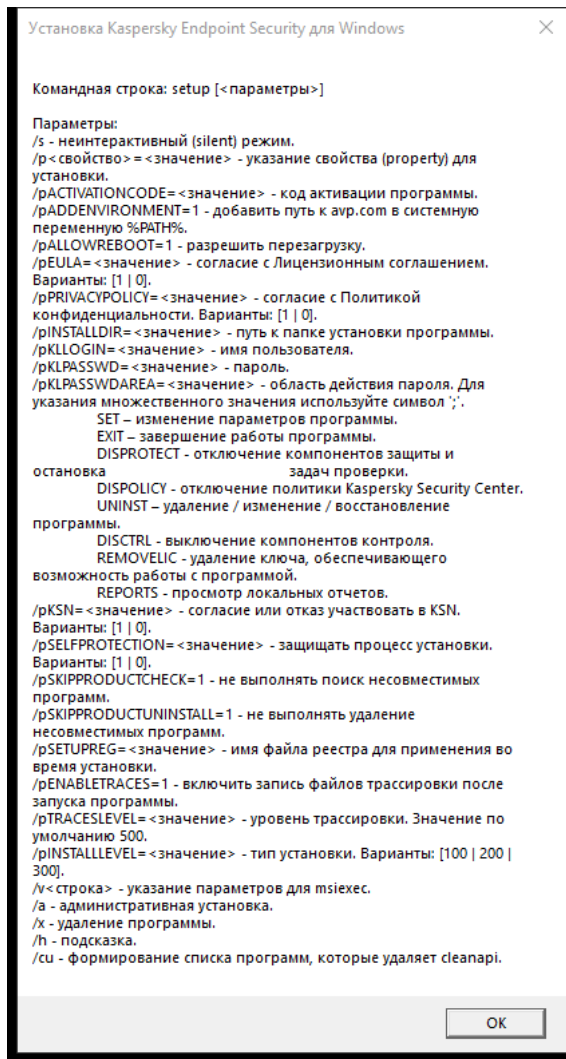 Установка Kaspersky Endpoint Security для Windows
Командная строка: setup [<параметры>]
Параметры:
/s - неинтерактивный (silent) режим.
/p<свойство>=<значение> - указание свойства (property) для
установки.
/pACTIVATIONCODE=<значение> - код активации программы.
/pADDENVIRONMENT=1 - добавить путь к avp.com в системную
переменную %PATH%.
/pALLOWREBOOT=1 - разрешить перезагрузку.
/pEULA=<значение> - согласие с Лицензионным соглашением.
Варианты: [1 | 0].
/pPRIVACYPOLICY=<значение> - согласие с Политикой
конфиденциальности. Варианты: [1 | 0].
/pINSTALLDIR=<значение> - путь к папке установки программы.
/pKLLOGIN=<значение> - имя пользователя.
/pKLPASSWD=<значение> - пароль.
/pKLPASSWDAREA=<значение> - область действия пароля. Для
указания множественного значения используйте символ ';'.
SET – изменение параметров программы.
EXIT – завершение работы программы.
DISPROTECT - отключение компонентов защиты и
остановка задач проверки.
DISPOLICY - отключение политики Kaspersky Security Center.
UNINST – удаление / изменение / восстановление
программы.
DISCTRL - выключение компонентов контроля.
REMOVELIC - удаление ключа, обеспечивающего
возможность работы с программой.
REPORTS - просмотр локальных отчетов.
/pKSN=<значение> - согласие или отказ участвовать в KSN.
Варианты: [1 | 0].
/pSELFPROTECTION=<значение> - защищать процесс установки.
Варианты: [1 | 0].
/pSKIPPRODUCTCHECK=1 - не выполнять поиск несовместимых
программ.
/pSKIPPRODUCTUNINSTALL=1 - не выполнять удаление
несовместимых программ.
/pSETUPREG=<значение> - имя файла реестра для применения во
время установки.
/pENABLETRACES=1 - включить запись файлов трассировки после
запуска программы.
/pTRACESLEVEL=<значение> - уровень трассировки. Значение по
умолчанию 500.
/pINSTALLLEVEL=<значение> - тип установки. Варианты: [100 | 200 |
300].
/v<строка> - указание параметров для msiexec.
/a - административная установка.
/x - удаление программы.
/h - подсказка.
/cu - формирование списка программ, которые удаляет cleanapi.
OK